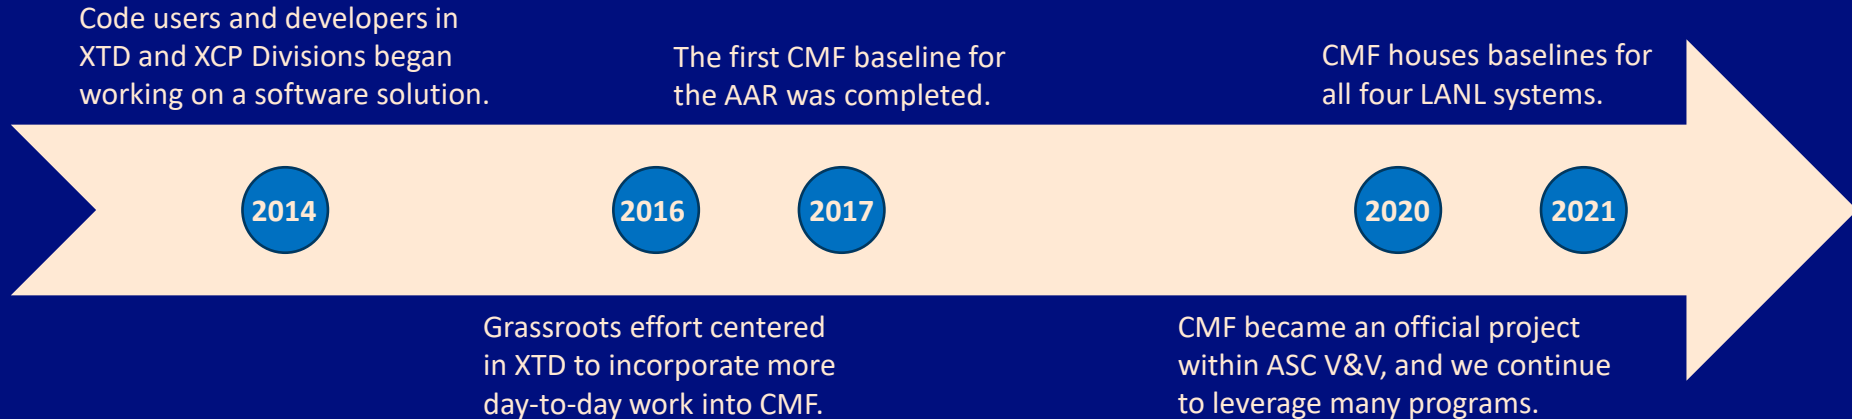 Code users and developers in
XTD and XCP Divisions began
working on a software solution.
The first CMF baseline for
the AAR was completed.
CMF houses baselines for
all four LANL systems.
2014
2016
2017
2020
2021
Grassroots effort centered
in XTD to incorporate more
day-to-day work into CMF.
CMF became an official project
within ASC V&V, and we continue
to leverage many programs.